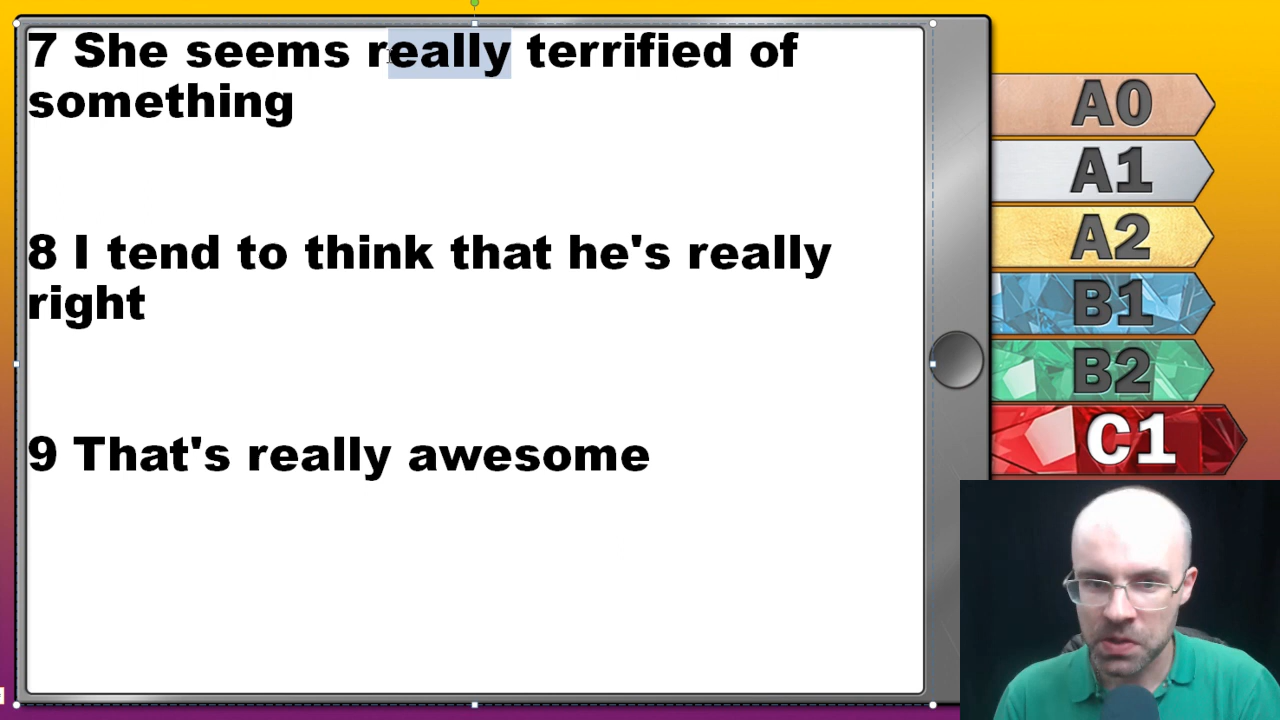 7 She seems really terrified of
something
8 I tend to think that he's really
right
9 That's really awesome
A0
A1
A2
B1
B2
C1